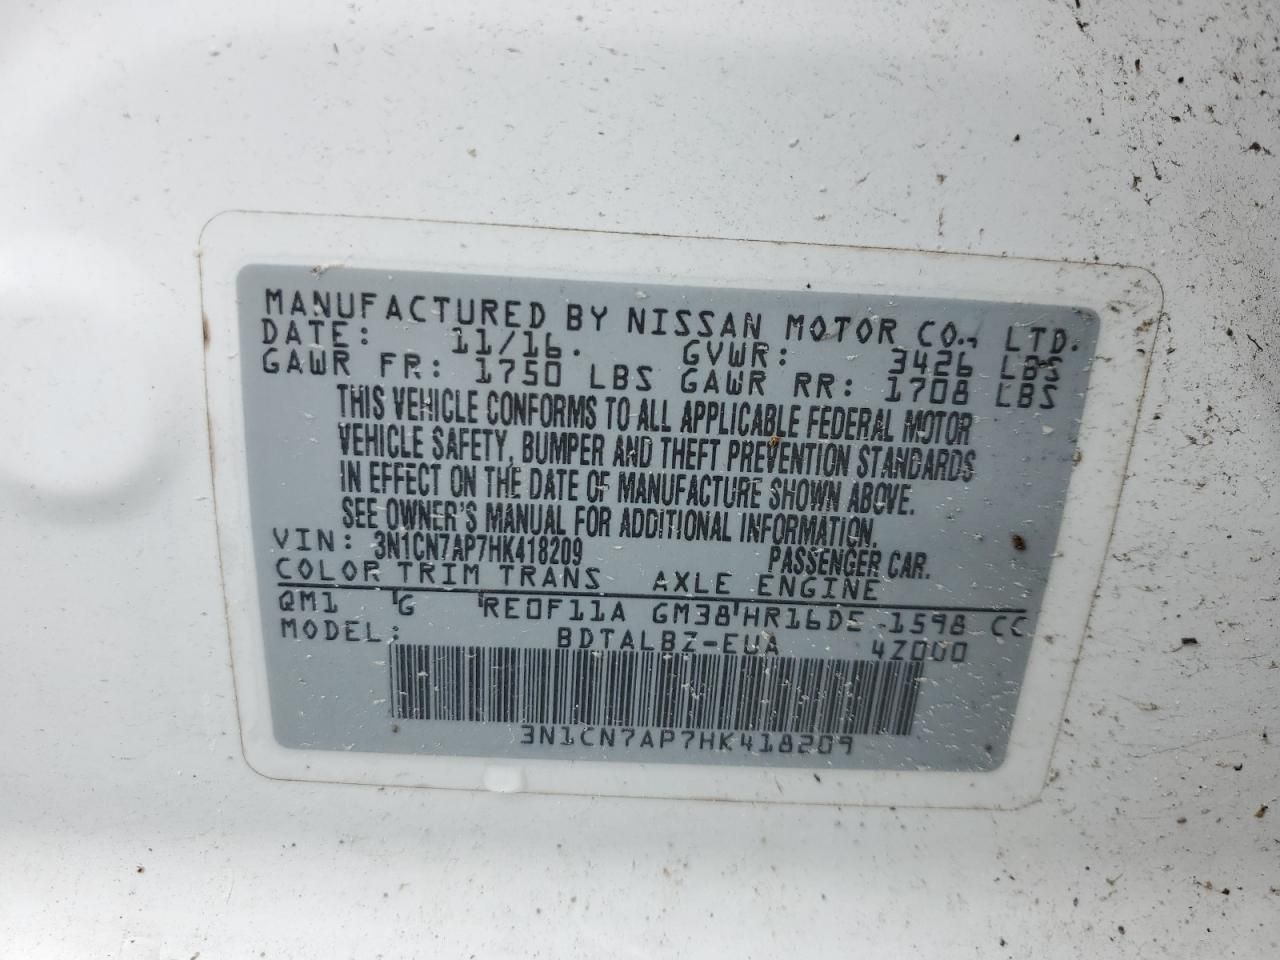 MANUFACTURED BY NISSAN MOTOR CO., LTD.
DATE: 11/16. GVWR: 3426 LBS
GAWR FR: 1750 LBS GAWR RR: 1708 LBS
THIS VEHICLE CONFORMS TO ALL APPLICABLE FEDERAL MOTOR
VEHICLE SAFETY, BUMPER AND THEFT PREVENTION STANDARDS
IN EFFECT ON THE DATE OF MANUFACTURE SHOWN ABOVE.
SEE OWNER'S MANUAL FOR ADDITIONAL INFORMATION.
VIN: 3N1CN7AP7HK418209 PASSENGER CAR.
COLOR TRIM TRANS AXLE ENGINE
QM1 G RE0F11A GM38 HR16DE 1598 CC
MODEL: BDTALBZ-EUA 4Z000
3N1CN7AP7HK418209